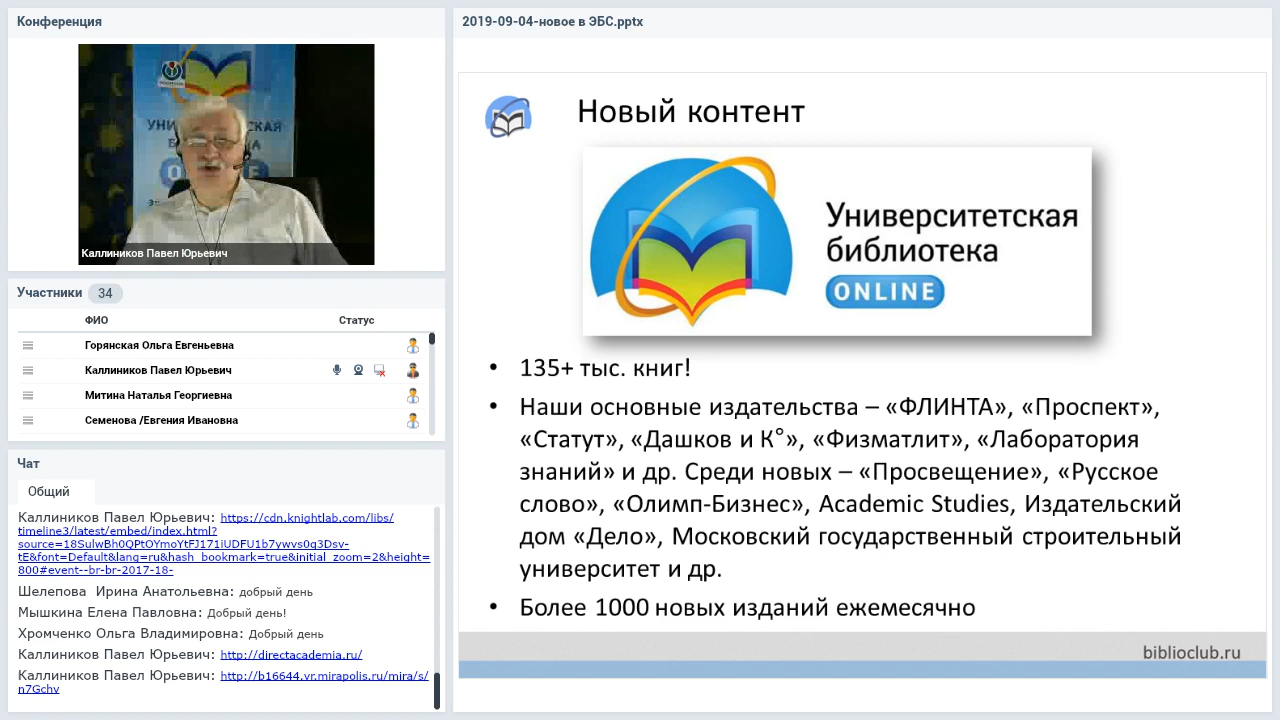 Конференция
УНИВ
СКАЯ
Каллиников Павел Юрьевич
Участники 34
ФИО Статус
Горянская Ольга Евгеньевна
Каллиников Павел Юрьевич
Митина Наталья Георгиевна
Семенова /Евгения Ивановна
Чат
Общий
Каллиников Павел Юрьевич: https://cdn.knightlab.com/libs/
timeline3/latest/embed/index.html?
source=18SulwBh0QPtOYmoYtFJ171iUDFU1b7vwvs0q3Dsv-
tE&font=Default&lang=ru&hash_bookmark=true&initial_zoom=2&height=
800#event--br-br-2017-18-
Шелепова Ирина Анатольевна: добрый день
Мышкина Елена Павловна: Добрый день!
Хромченко Ольга Владимировна: Добрый день
Каллиников Павел Юрьевич: http://directacademia.ru/
Каллиников Павел Юрьевич: http://b16644.vr.mirapolis.ru/mira/s/
n7Gchv
2019-09-04-новое в ЭБС.pptx
Новый контент
Университетская
библиотека
ONLINE
• 135+ тыс. книг!
• Наши основные издательства – «ФЛИНТА», «Проспект»,
«Статут», «Дашков и К°», «Физматлит», «Лаборатория
знаний» и др. Среди новых – «Просвещение», «Русское
слово», «Олимп-Бизнес», Academic Studies, Издательский
дом «Дело», Московский государственный строительный
университет и др.
• Более 1000 новых изданий ежемесячно
biblioclub.ru